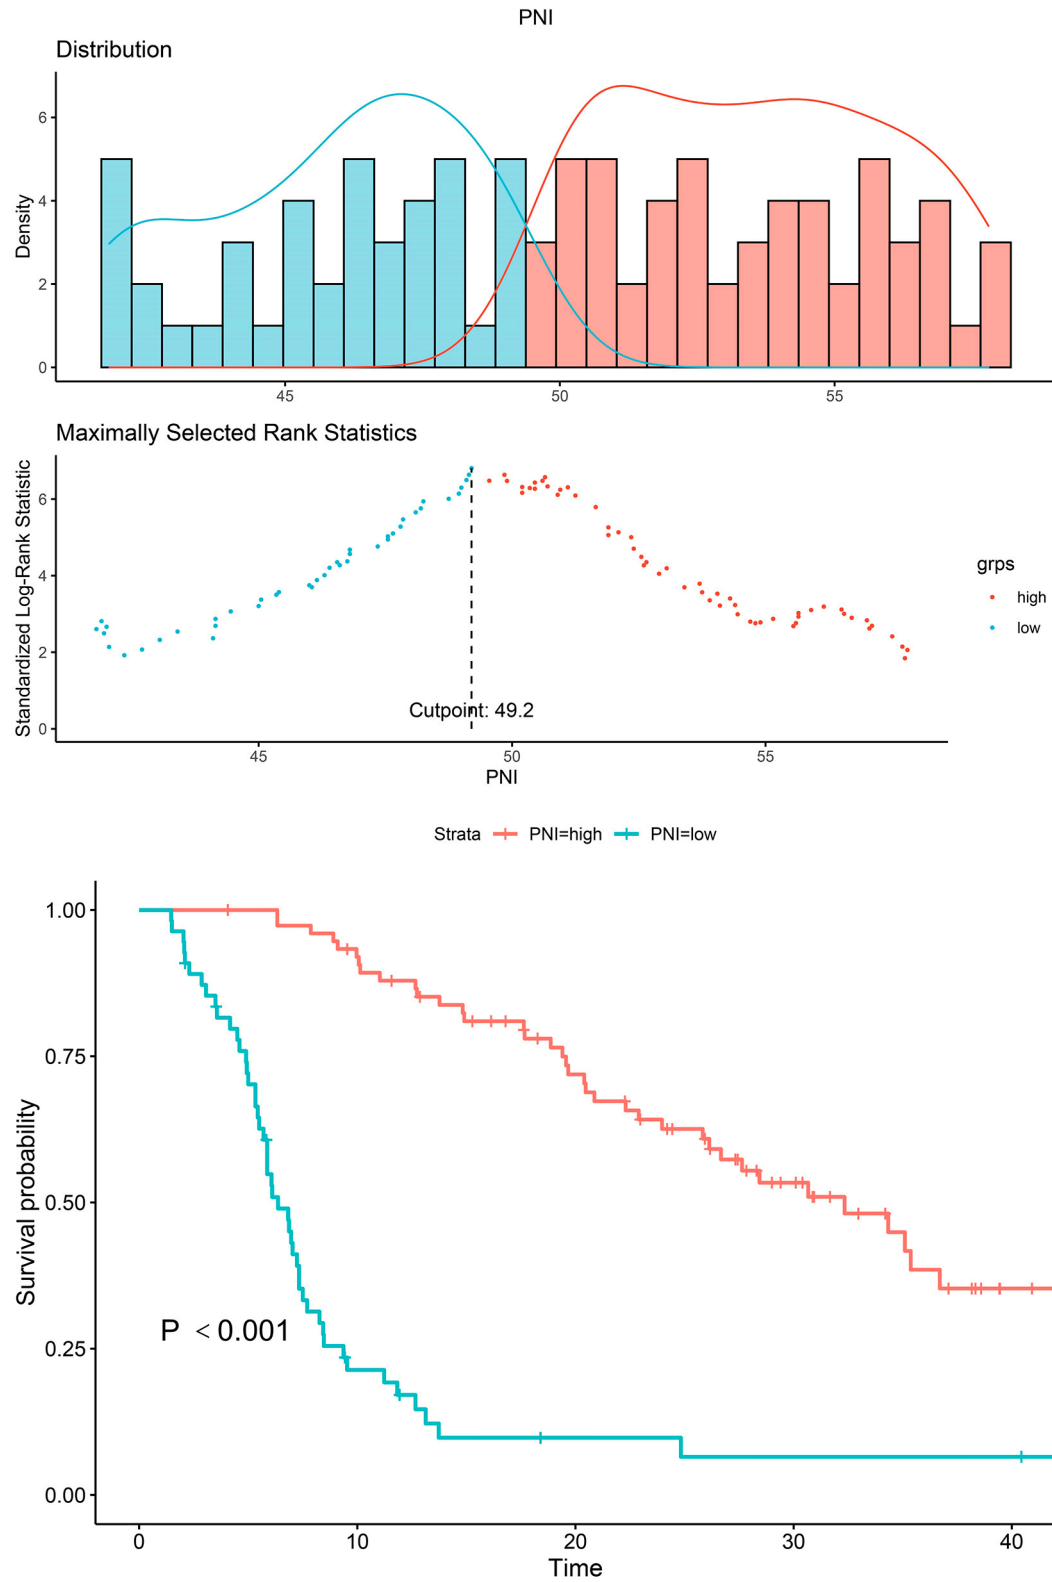 PNI
Distribution
Density
6
4
2
0
45 50 55
Maximally Selected Rank Statistics
Standardized Log-Rank Statistic
6
4
2
0
Cutpoint: 49.2
45 50 55
PNI
grps
high
low
Strata PNI=high PNI=low
Survival probability
1.00
0.75
0.50
0.25
0.00
P < 0.001
0 10 20 30 40
Time